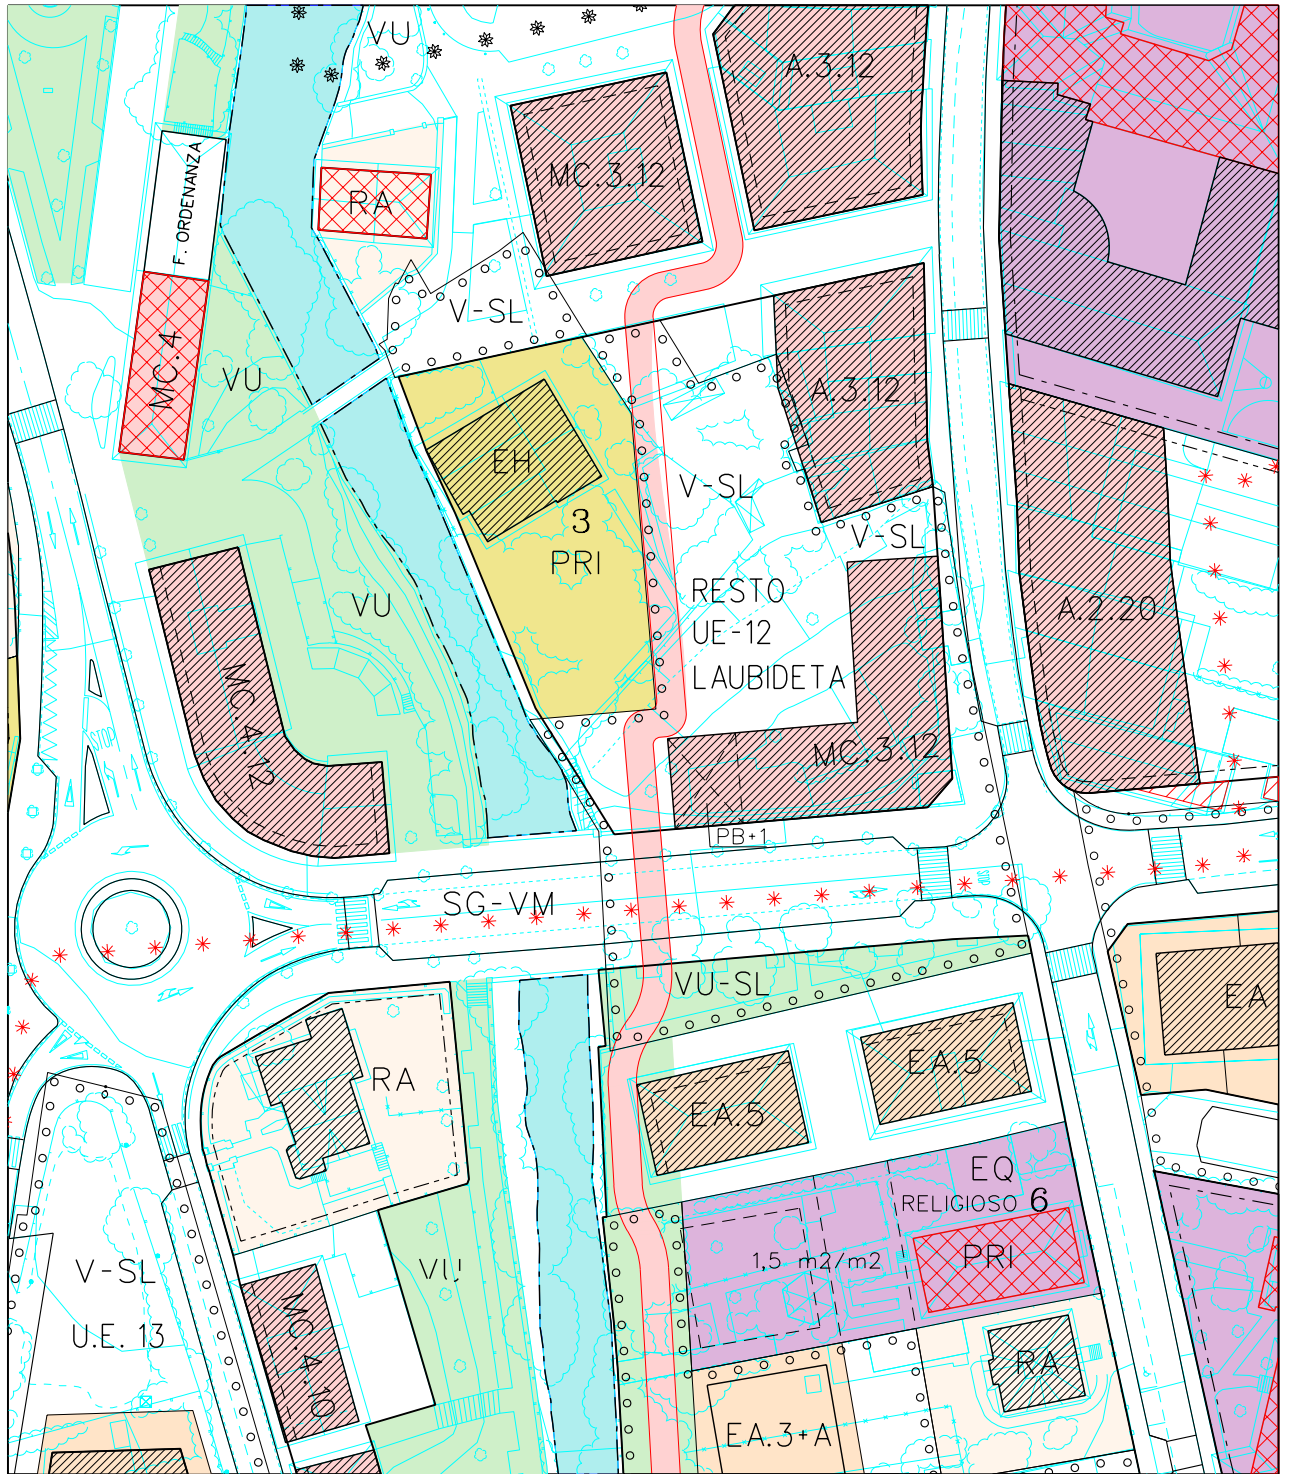 VU
A.3.12
F. ORDENANZA
MC.3.12
RA
V-SL
MC.4
VU
A.3.12
EH
V-SL
3
PRI
V-SL
VU
RESTO
UE-12
LAUBIDETA
A.2.20
MC.4.12
STOP
MC.3.12
PB+1
SG-VM
VU-SL
EA
RA
EA.5
EA.5
EQ
RELIGIOSO 6
V-SL
VU
1,5 m2/m2
PRI
U.E. 13
MC.4.10
RA
EA.3+A